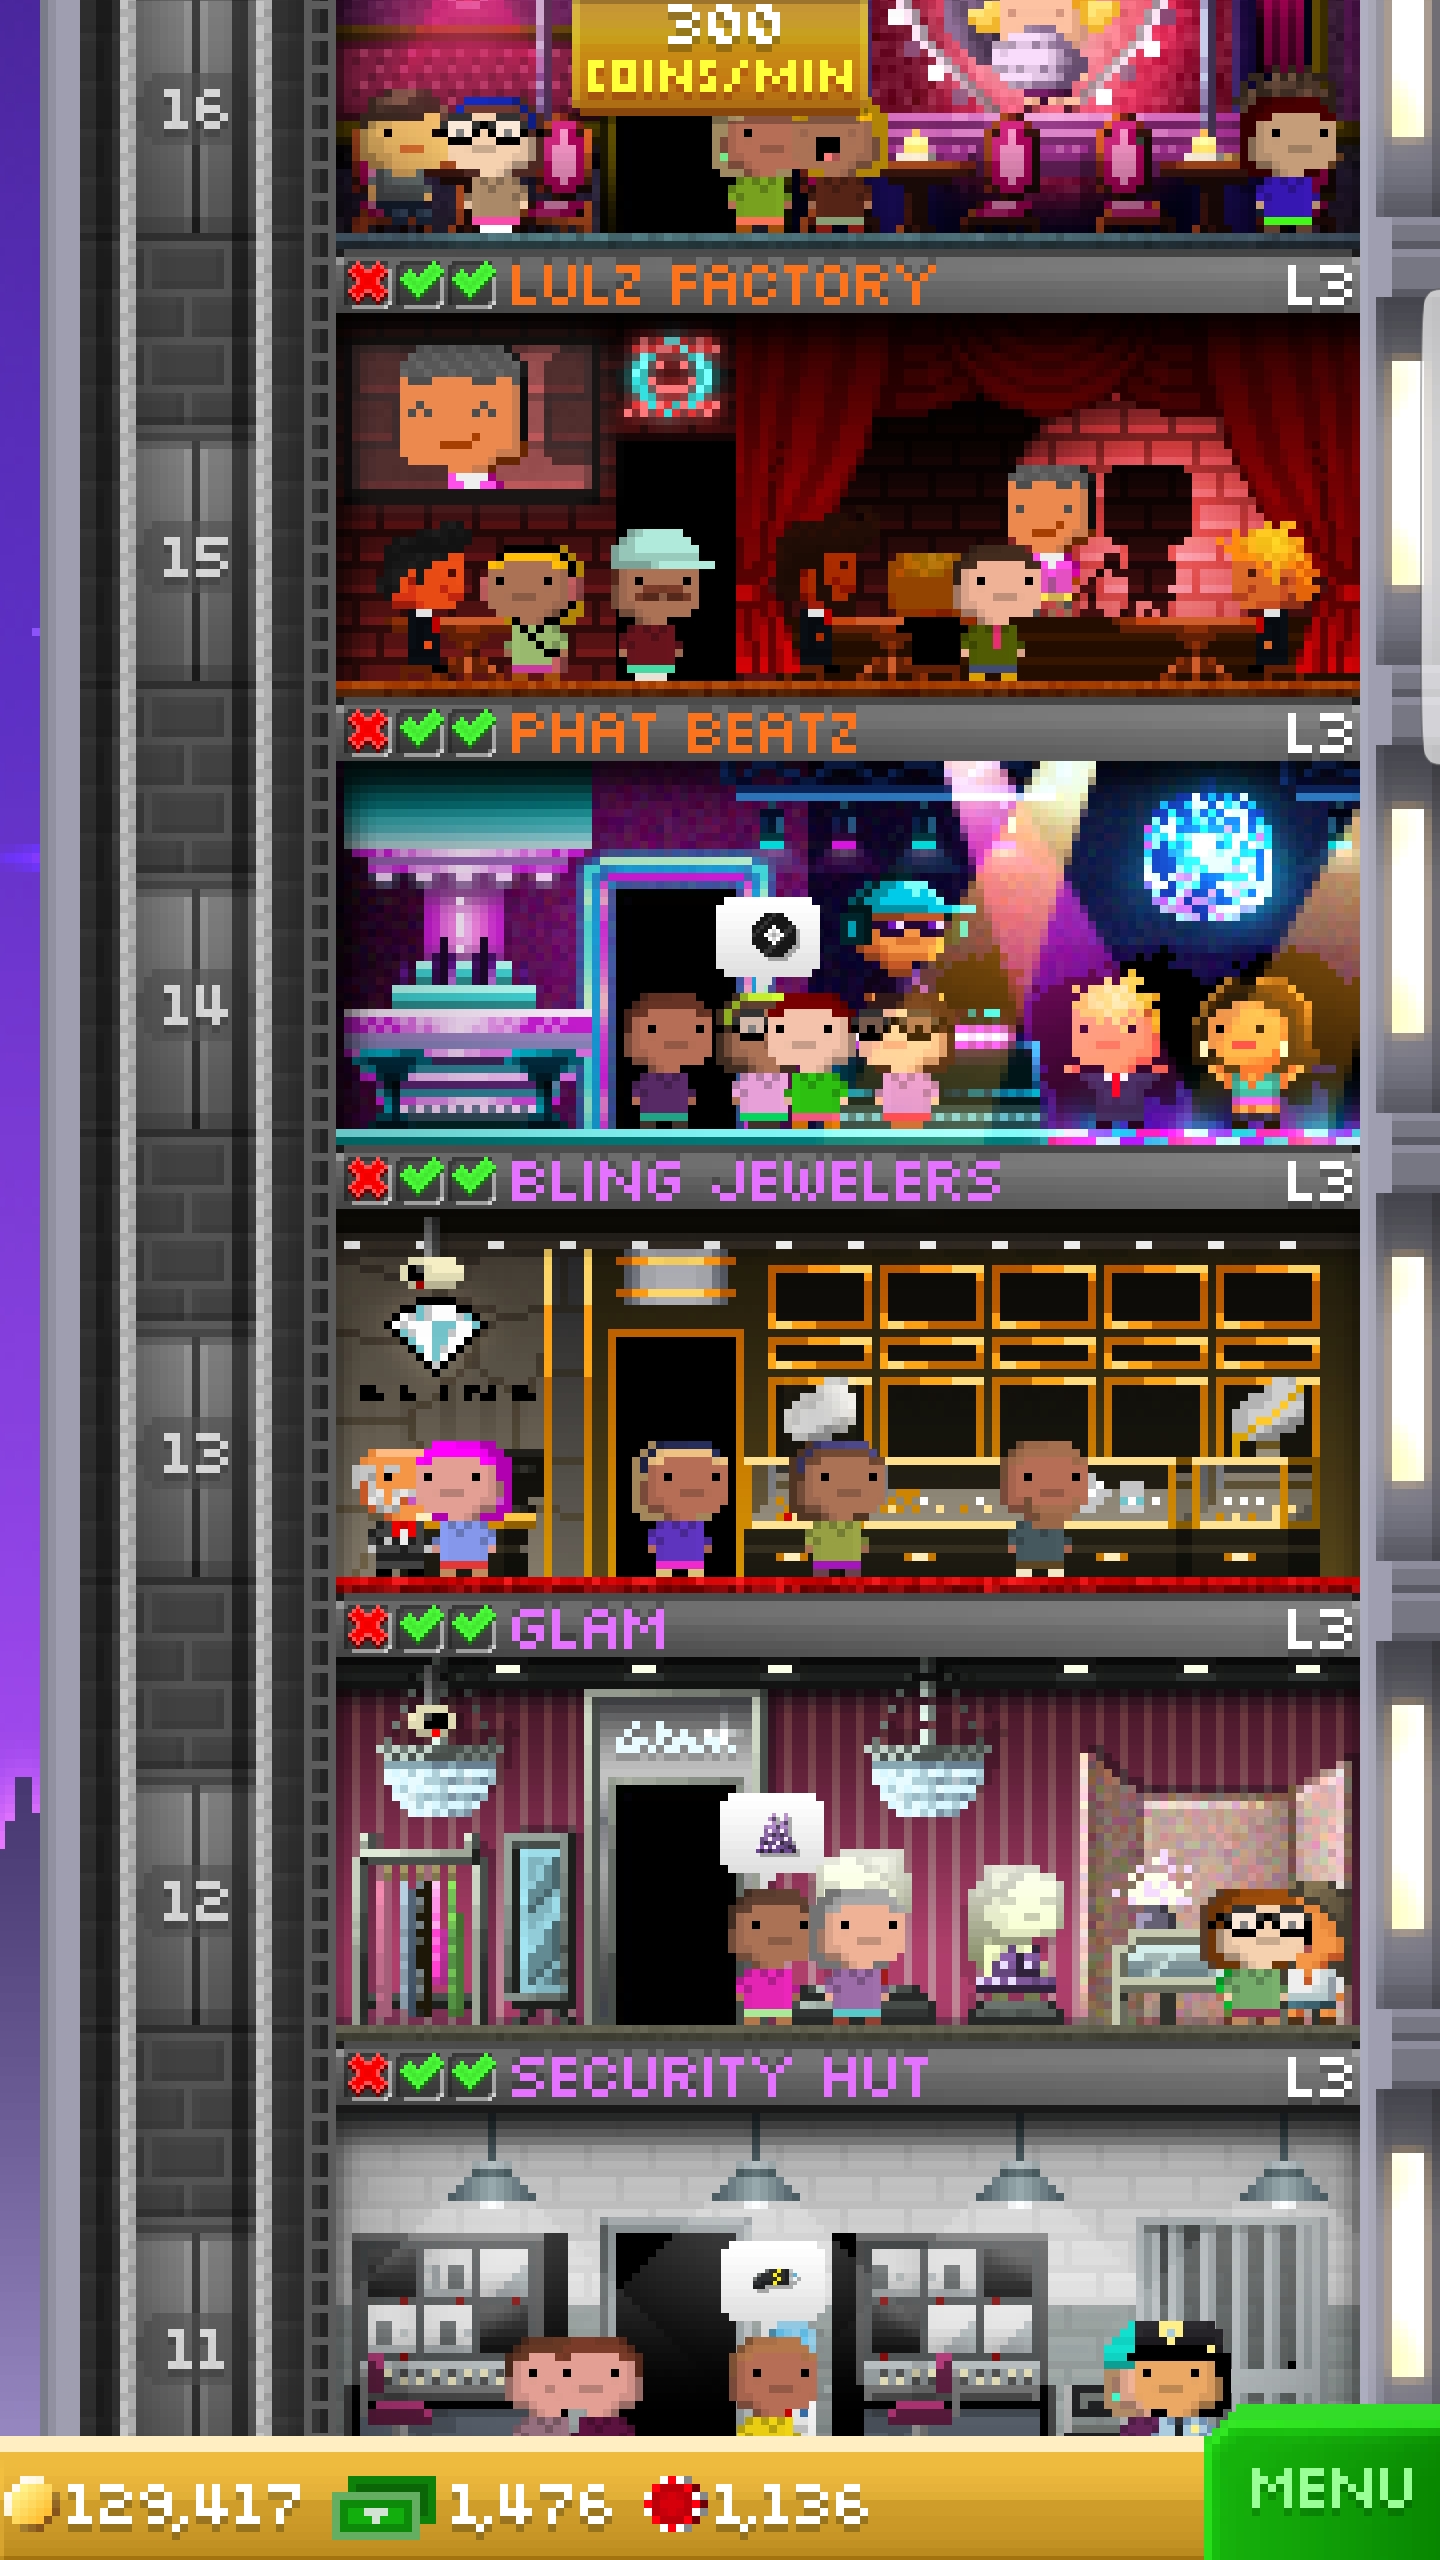 300
COINS/MIN
16
LULZ FACTORY L3
15
PHAT BEATZ L3
14
BLING JEWELERS L3
BLING
13
GLAM L3
Glam
12
SECURITY HUT L3
11
129,417 1,476 1,136 MENU